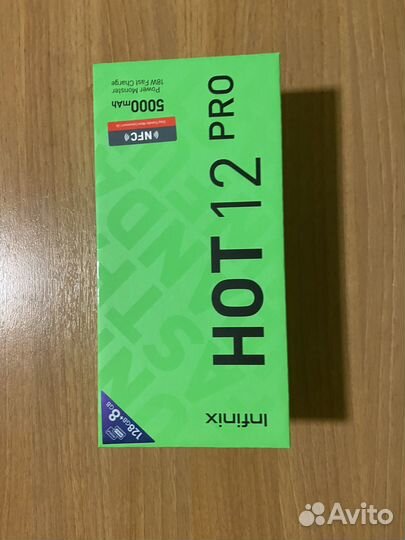 Infinix
HOT 12 PRO
128GB+8GB
((NFC))
5000mAh
Power Monster
18W Fast Charge
Avito